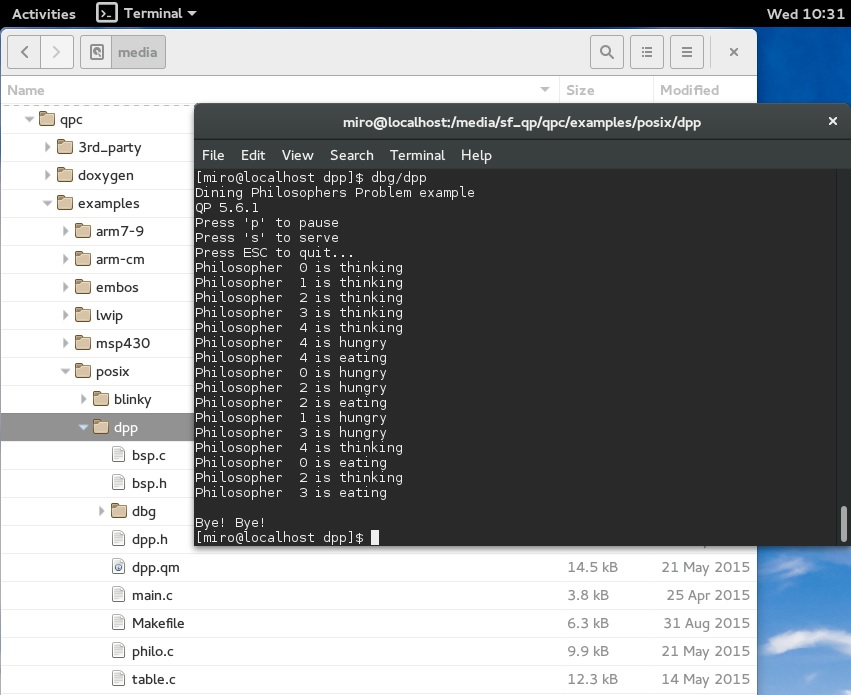 Activities Terminal Wed 10:31
media
Name Size Modified
qpc
3rd_party
doxygen
examples
arm7-9
arm-cm
embos
lwip
msp430
posix
blinky
dpp
bsp.c
bsp.h
dbg
dpp.h
dpp.qm 14.5 kB 21 May 2015
main.c 3.8 kB 25 Apr 2015
Makefile 6.3 kB 31 Aug 2015
philo.c 9.9 kB 21 May 2015
table.c 12.3 kB 14 May 2015
miro@localhost:/media/sf_qp/qpc/examples/posix/dpp
File Edit View Search Terminal Help
[miro@localhost dpp]$ dbg/dpp
Dining Philosophers Problem example
QP 5.6.1
Press 'p' to pause
Press 's' to serve
Press ESC to quit...
Philosopher  0 is thinking
Philosopher  1 is thinking
Philosopher  2 is thinking
Philosopher  3 is thinking
Philosopher  4 is thinking
Philosopher  4 is hungry
Philosopher  4 is eating
Philosopher  0 is hungry
Philosopher  2 is hungry
Philosopher  2 is eating
Philosopher  1 is hungry
Philosopher  3 is hungry
Philosopher  4 is thinking
Philosopher  0 is eating
Philosopher  2 is thinking
Philosopher  3 is eating
Bye! Bye!
[miro@localhost dpp]$